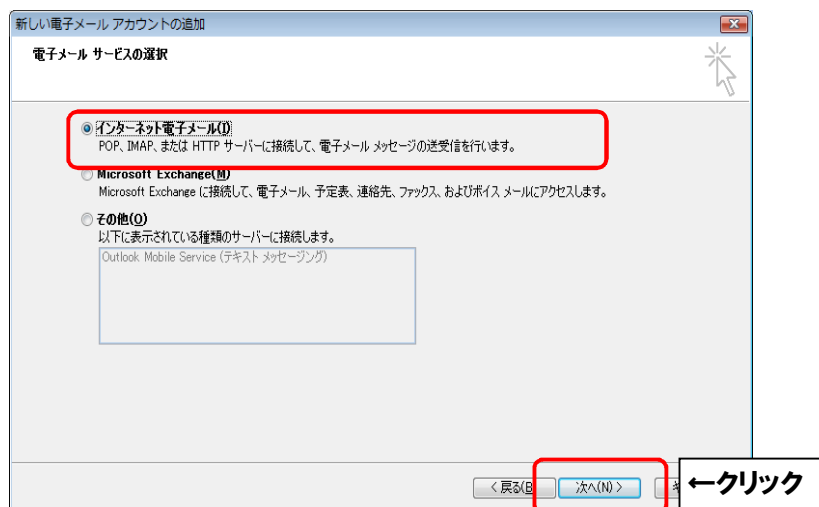 新しい電子メール アカウントの追加
電子メール サービスの選択
インターネット電子メール(I)
POP、IMAP、または HTTP サーバーに接続して、電子メール メッセージの送受信を行います。
Microsoft Exchange(M)
Microsoft Exchange に接続して、電子メール、予定表、連絡先、ファックス、およびボイス メールにアクセスします。
その他(O)
以下に表示されている種類のサーバーに接続します。
Outlook Mobile Service (テキスト メッセージング)
< 戻る(B 次へ(N) > ←クリック